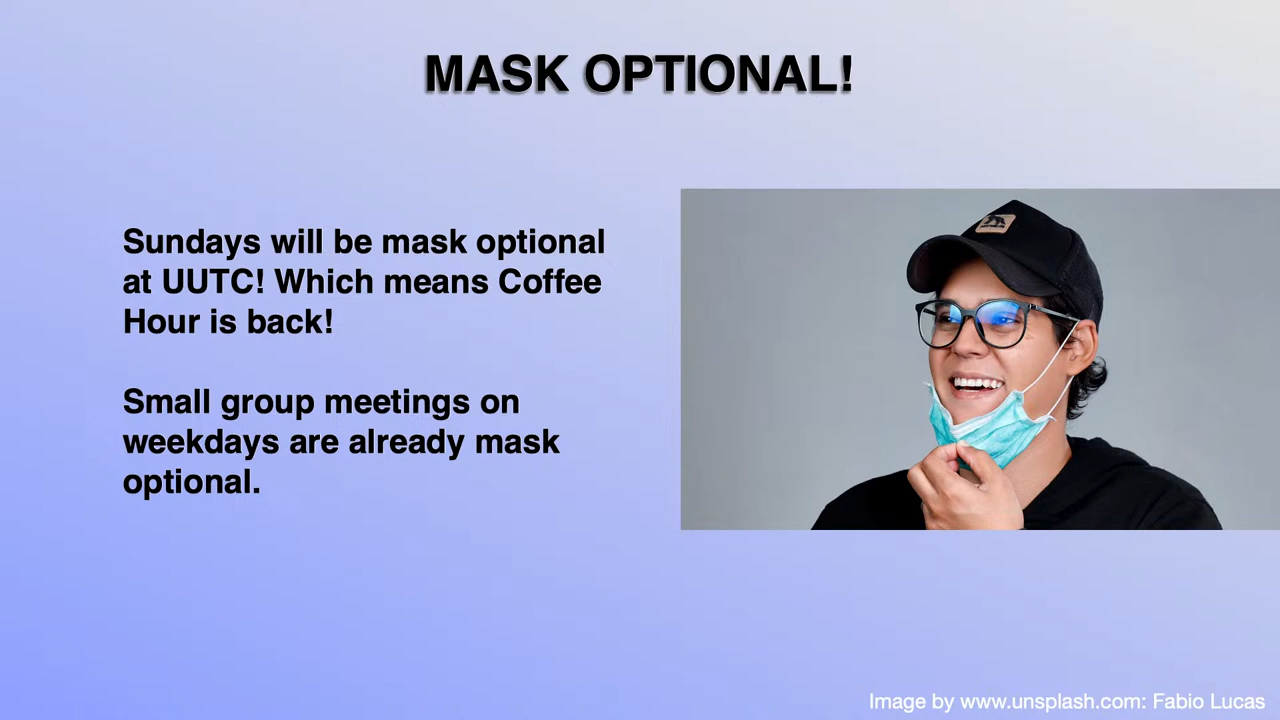 MASK OPTIONAL!
Sundays will be mask optional
at UUTC! Which means Coffee
Hour is back!
Small group meetings on
weekdays are already mask
optional.
Image by www.unsplash.com: Fabio Lucas